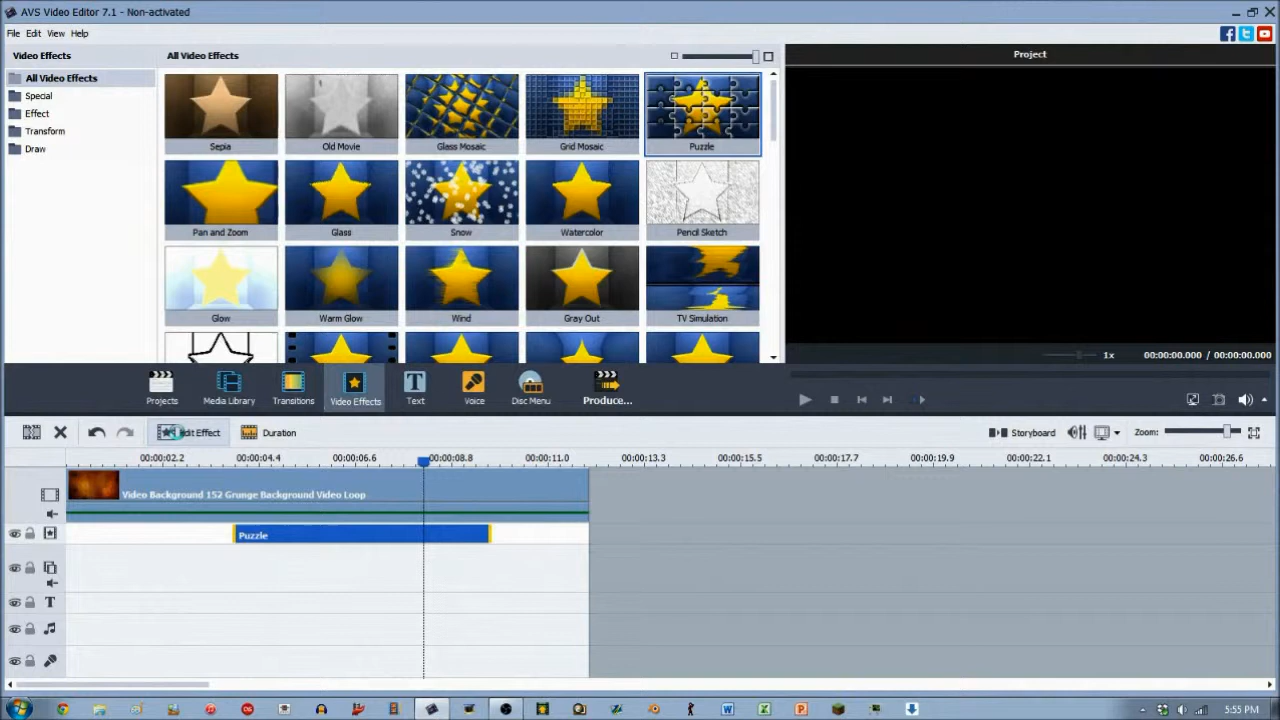 AVS Video Editor 7.1 - Non-activated
File Edit View Help
Video Effects
All Video Effects
Project
All Video Effects
Special
Effect
Transform
Draw
Sepia Old Movie Glass Mosaic Grid Mosaic Puzzle
Pan and Zoom Glass Snow Watercolor Pencil Sketch
Glow Warm Glow Wind Gray Out TV Simulation
1x 00:00:00.000 / 00:00:00.000
Projects Media Library Transitions Video Effects Text Voice Disc Menu Produce...
Edit Effect Duration Storyboard Zoom:
00:00:02.2 00:00:04.4 00:00:06.6 00:00:08.8 00:00:11.0 00:00:13.3 00:00:15.5 00:00:17.7 00:00:19.9 00:00:22.1 00:00:24.3 00:00:26.6
Video Background 152 Grunge Background Video Loop
Puzzle
T
5:55 PM